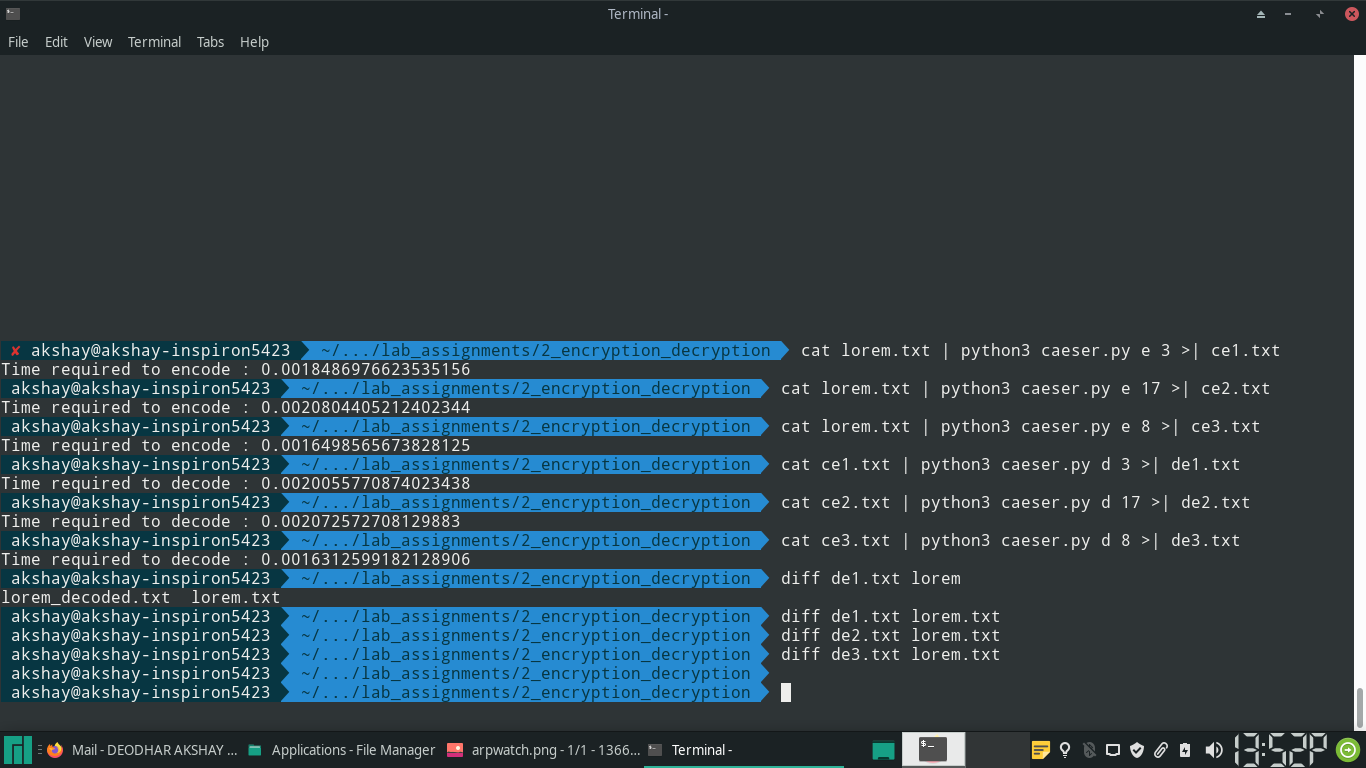 Terminal -
File Edit View Terminal Tabs Help
✘ akshay@akshay-inspiron5423 ~/.../lab_assignments/2_encryption_decryption cat lorem.txt | python3 caeser.py e 3 >| ce1.txt
Time required to encode : 0.0018486976623535156
akshay@akshay-inspiron5423 ~/.../lab_assignments/2_encryption_decryption cat lorem.txt | python3 caeser.py e 17 >| ce2.txt
Time required to encode : 0.0020804405212402344
akshay@akshay-inspiron5423 ~/.../lab_assignments/2_encryption_decryption cat lorem.txt | python3 caeser.py e 8 >| ce3.txt
Time required to encode : 0.0016498565673828125
akshay@akshay-inspiron5423 ~/.../lab_assignments/2_encryption_decryption cat ce1.txt | python3 caeser.py d 3 >| de1.txt
Time required to decode : 0.0020055770874023438
akshay@akshay-inspiron5423 ~/.../lab_assignments/2_encryption_decryption cat ce2.txt | python3 caeser.py d 17 >| de2.txt
Time required to decode : 0.002072572708129883
akshay@akshay-inspiron5423 ~/.../lab_assignments/2_encryption_decryption cat ce3.txt | python3 caeser.py d 8 >| de3.txt
Time required to decode : 0.0016312599182128906
akshay@akshay-inspiron5423 ~/.../lab_assignments/2_encryption_decryption diff de1.txt lorem
lorem_decoded.txt lorem.txt
akshay@akshay-inspiron5423 ~/.../lab_assignments/2_encryption_decryption diff de1.txt lorem.txt
akshay@akshay-inspiron5423 ~/.../lab_assignments/2_encryption_decryption diff de2.txt lorem.txt
akshay@akshay-inspiron5423 ~/.../lab_assignments/2_encryption_decryption diff de3.txt lorem.txt
akshay@akshay-inspiron5423 ~/.../lab_assignments/2_encryption_decryption
akshay@akshay-inspiron5423 ~/.../lab_assignments/2_encryption_decryption
Mail - DEODHAR AKSHAY ... Applications - File Manager arpwatch.png - 1/1 - 1366... Terminal - 13:52P